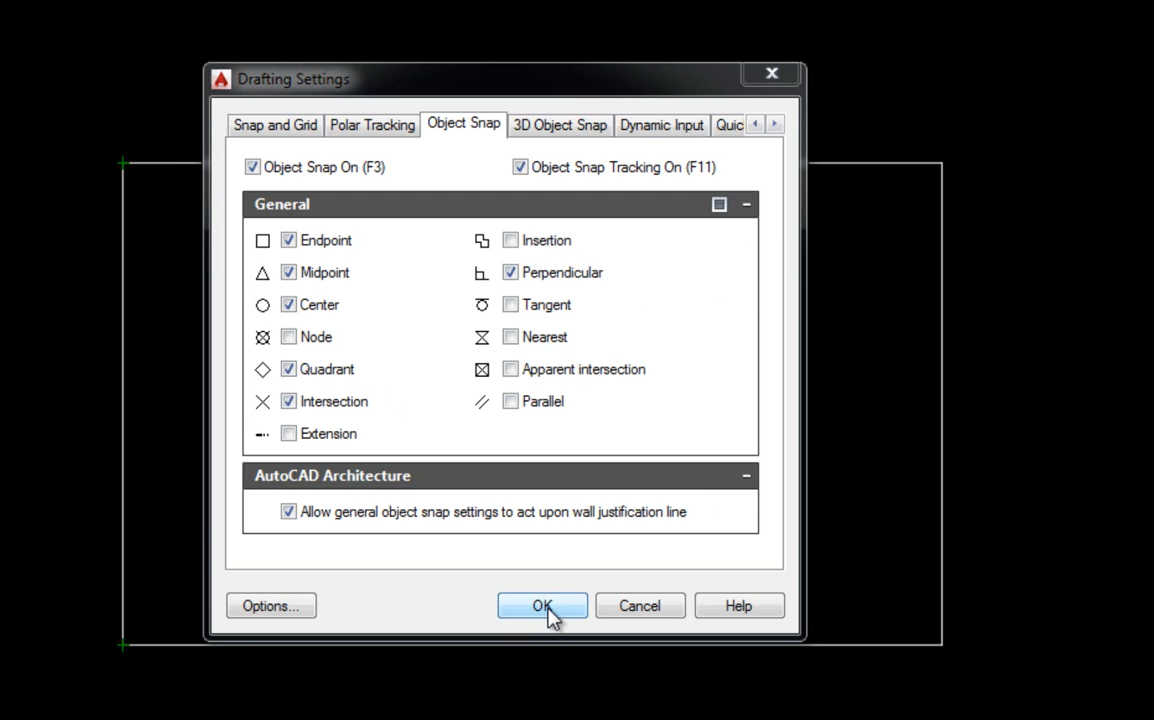 Drafting Settings
Snap and Grid Polar Tracking Object Snap 3D Object Snap Dynamic Input Quic
Object Snap On (F3) Object Snap Tracking On (F11)
General
Endpoint Insertion
Midpoint Perpendicular
Center Tangent
Node Nearest
Quadrant Apparent intersection
Intersection Parallel
Extension
AutoCAD Architecture
Allow general object snap settings to act upon wall justification line
Options... OK Cancel Help